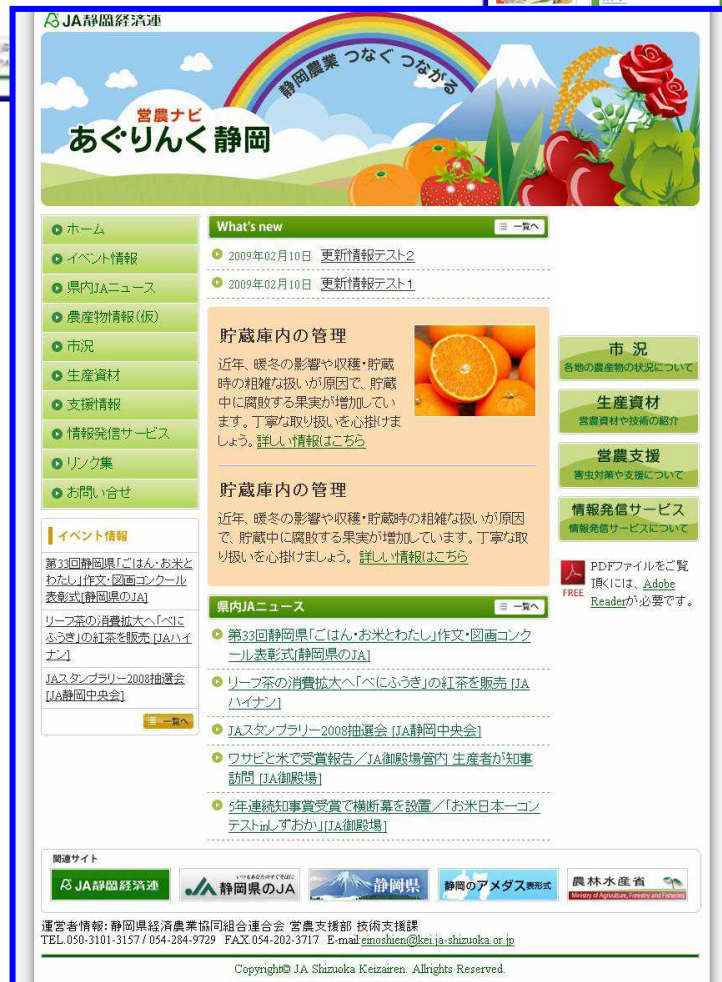 JA静岡経済連
静岡農業 つなぐ つながる
営農ナビ
あぐりんく静岡
ホーム
イベント情報
県内JAニュース
農産物情報(仮)
市況
生産資材
支援情報
情報発信サービス
リンク集
お問い合せ
イベント情報
第33回静岡県「ごはん・お米と
わたし」作文・図画コンクール
表彰式[静岡県のJA]
リーフ茶の消費拡大へ「べに
ふうき」の紅茶を販売 [JAハイ
ナン]
JAスタンプラリー2008抽選会
[JA静岡中央会]
一覧へ
What's new
一覧へ
2009年02月10日 更新情報テスト2
2009年02月10日 更新情報テスト1
貯蔵庫内の管理
近年、暖冬の影響や収穫・貯蔵
時の粗雑な扱いが原因で、貯蔵
中に腐敗する果実が増加してい
ます。丁寧な取り扱いを心掛けま
しょう。詳しい情報はこちら
貯蔵庫内の管理
近年、暖冬の影響や収穫・貯蔵時の粗雑な扱いが原因
で、貯蔵中に腐敗する果実が増加しています。丁寧な取
り扱いを心掛けましょう。 詳しい情報はこちら
県内JAニュース
一覧へ
第33回静岡県「ごはん・お米とわたし」作文・図画コンク
ール表彰式[静岡県のJA]
リーフ茶の消費拡大へ「べにふうき」の紅茶を販売 [JA
ハイナン]
JAスタンプラリー2008抽選会 [JA静岡中央会]
ワサビと米で受賞報告／JA御殿場管内 生産者が知事
訪問 [JA御殿場]
5年連続知事賞受賞で横断幕を設置／「お米日本一コン
テストinしずおか」[JA御殿場]
市 況
各地の農産物の状況について
生産資材
営農資材や技術の紹介
営農支援
害虫対策や支援について
情報発信サービス
情報発信サービスについて
FREE
PDFファイルをご覧
頂くには、Adobe
Readerが必要です。
関連サイト
JA静岡経済連
いつもあなたのすぐそばに
静岡県のJA
静岡県
静岡のアメダス表形式
農林水産省
Ministry of Agriculture, Forestry and Fisheries
運営者情報: 静岡県経済農業協同組合連合会 営農支援部 技術支援課
TEL.050-3101-3157 / 054-284-9729 FAX.054-202-3717 E-mail:einoshien@kei.ja-shizuoka.or.jp
Copyright© JA Shizuoka Keizairen. Allrights Reserved.